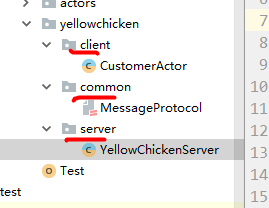 actors
yellowchicken
client
CustomerActor
common
MessageProtocol
server
YellowChickenServer
Test
test
7
8
9
10
11
12
13
14
15